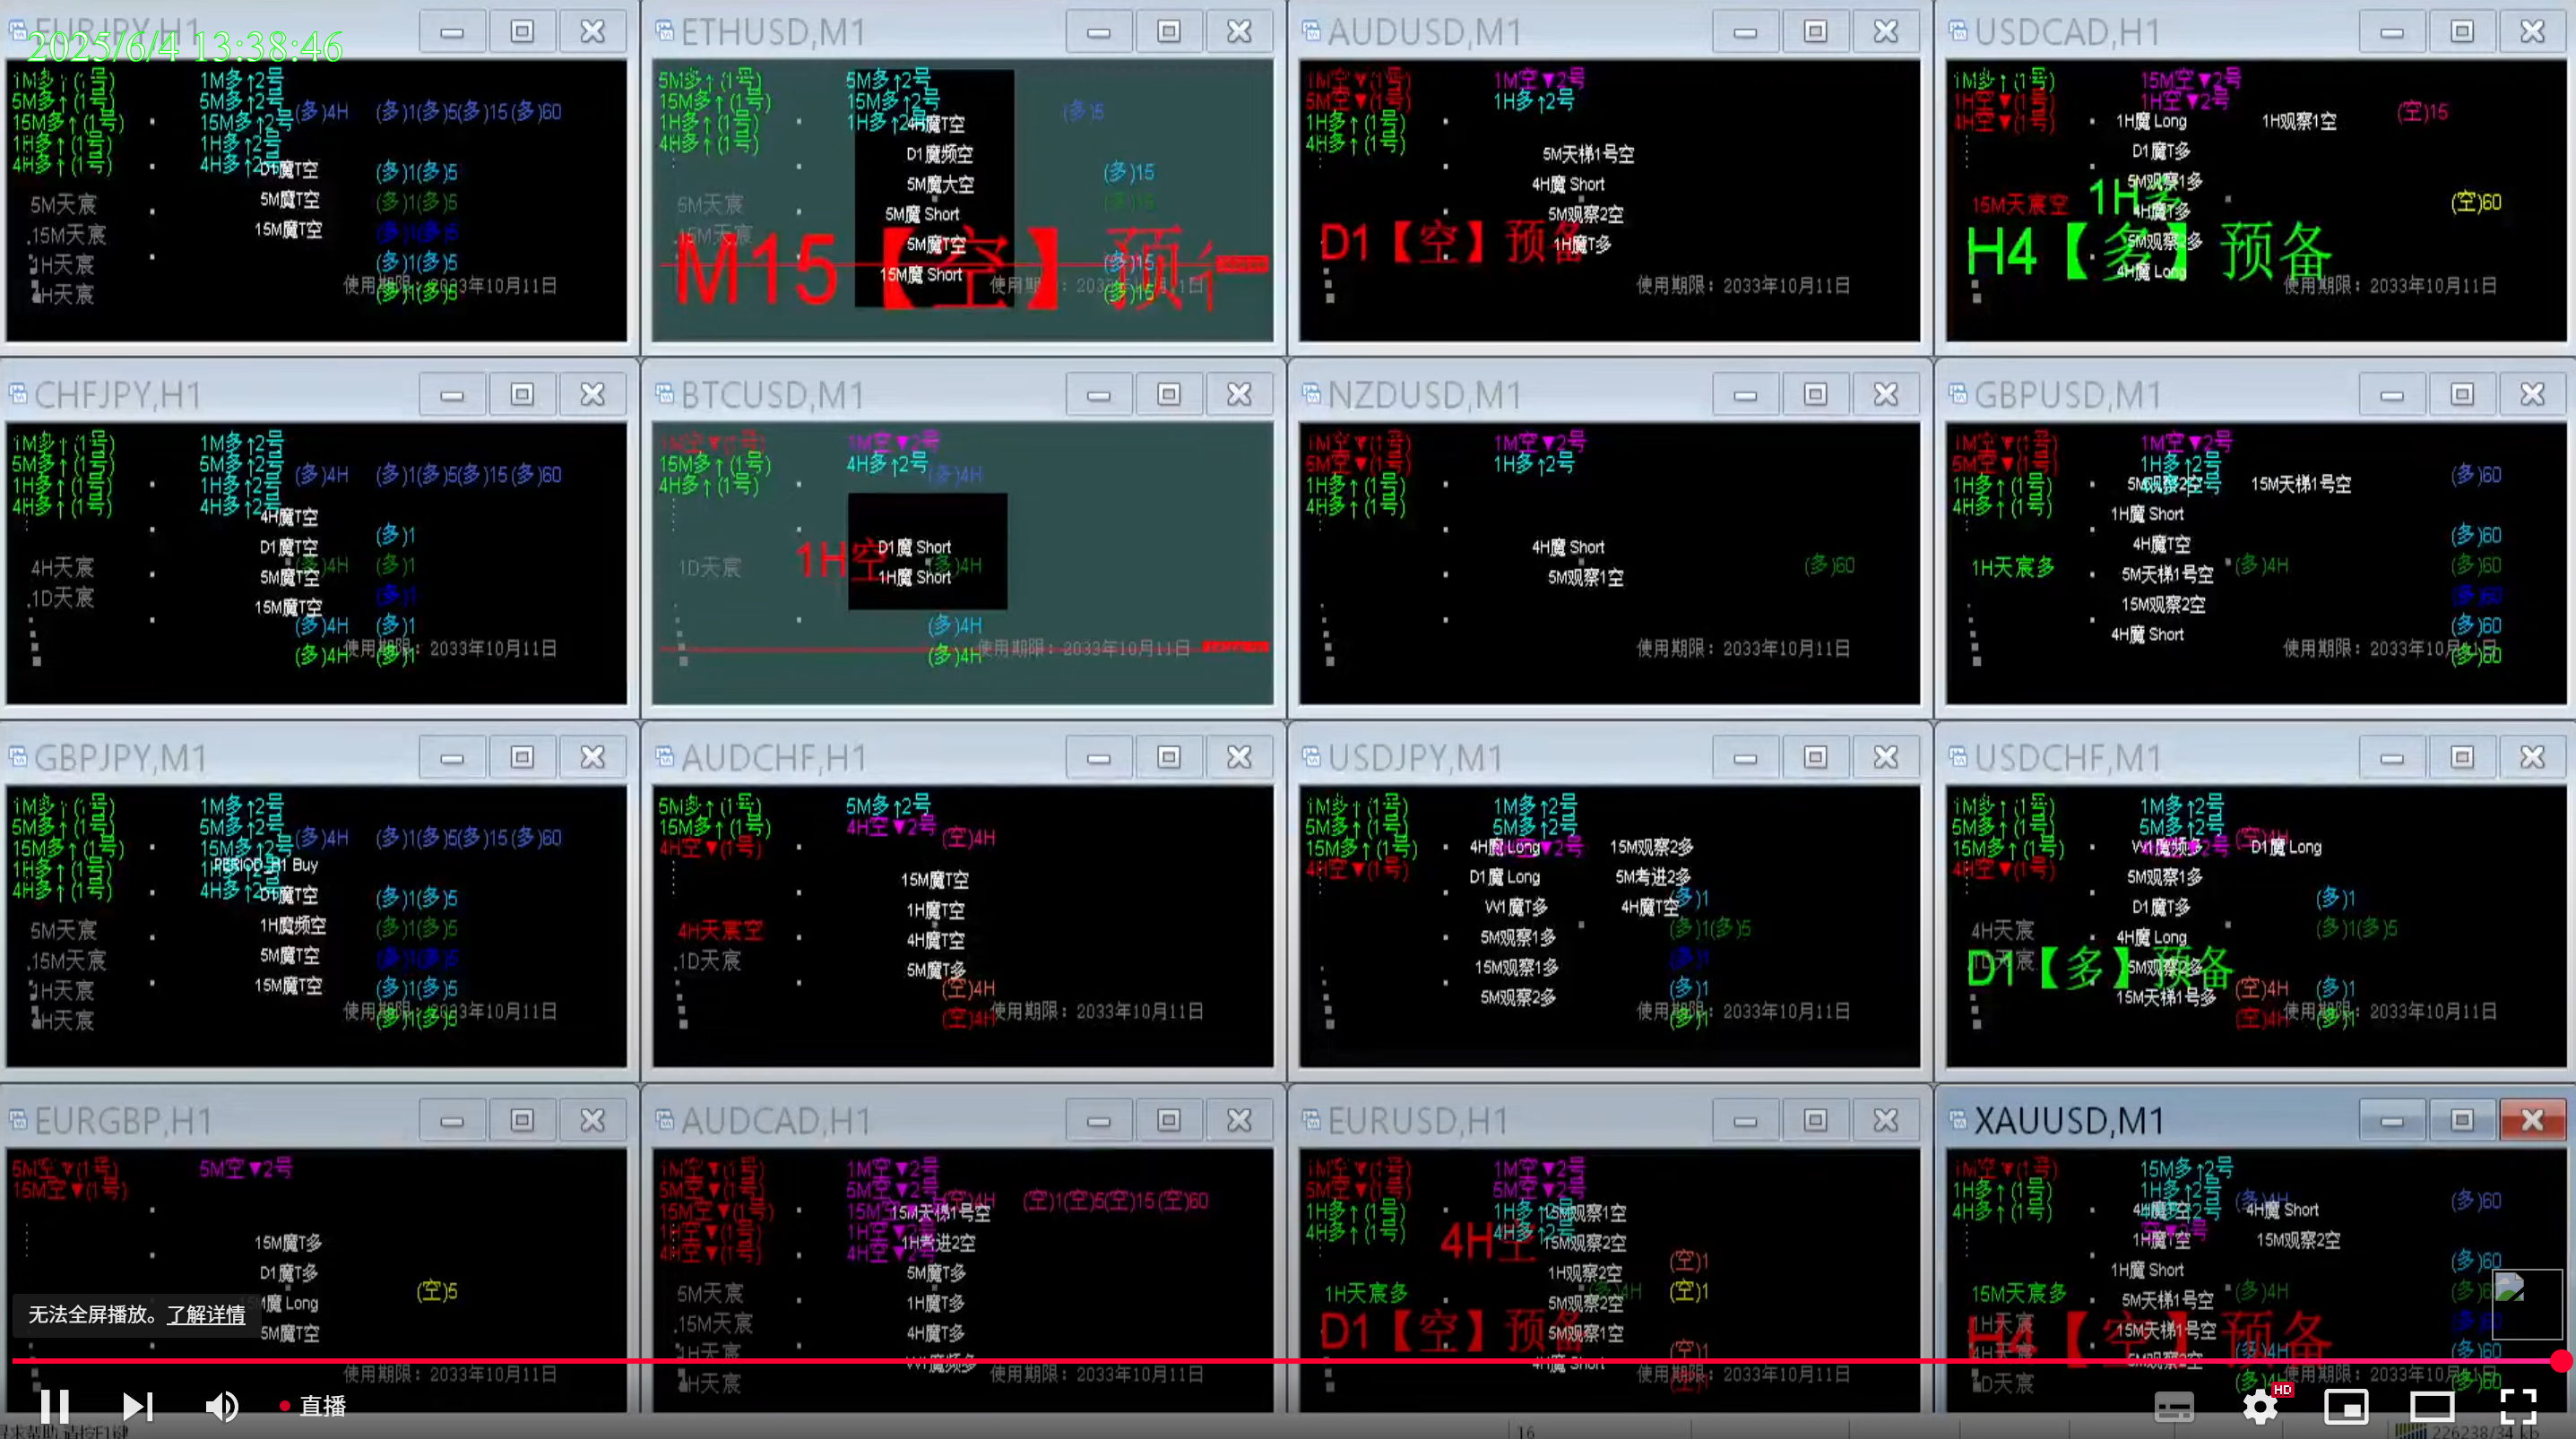 EURJPY,H1
2025/6/4 13:38:46
1M多↑(1号) 1M多↑2号
5M多↑(1号) 5M多↑2号 (多)4H (多)1(多)5(多)15(多)60
15M多↑(1号) 15M多↑2号
1H多↑(1号) 1H多↑2号
4H多↑(1号) 4H多↑2号
D1魔T空 (多)1(多)5
5M天宸 5M魔T空 (多)1(多)5
15M天宸 15M魔T空 (多)1(多)5
1H天宸 (多)1(多)5
4H天宸 使用期限：2033年10月11日 (多)1(多)5
ETHUSD,M1
5M多↑(1号) 5M多↑2号
15M多↑(1号) 15M多↑2号 (多)5
1H多↑(1号) 1H多↑2号 4H魔T空
4H多↑(1号) D1魔频空
5M魔大空 (多)15
5M天宸 5M魔 Short (多)15
15M天宸 5M魔T空
M15【空】预备 (多)15
15M魔 Short 使用期限 (多)15
AUDUSD,M1
1M空▼(1号) 1M空▼2号
5M空▼(1号) 1H多↑2号
1H多↑(1号)
4H多↑(1号) 5M天梯1号空
4H魔 Short
5M观察2空
D1【空】预备 1H魔T多
使用期限：2033年10月11日
USDCAD,H1
1M多↑(1号) 15M空▼2号
1H空▼(1号) 1H空▼2号 (空)15
4H空▼(1号) 1H魔 Long 1H观察1空
D1魔T多
5M观察1多
15M天宸空 1H多 4H魔T多 (空)60
H4【多】预备 5M观察2多
4H魔 Long
使用期限：2033年10月11日
CHFJPY,H1
1M多↑(1号) 1M多↑2号
5M多↑(1号) 5M多↑2号 (多)4H (多)1(多)5(多)15(多)60
1H多↑(1号) 1H多↑2号
4H多↑(1号) 4H多↑2号
4H魔T空 (多)1
D1魔T空
4H天宸 5M魔T空 (多)4H (多)1
1D天宸 15M魔T空 (多)1
(多)4H (多)1
(多)4H (多)1 使用期限：2033年10月11日
BTCUSD,M1
1M空▼(1号) 1M空▼2号
15M多↑(1号) 4H多↑2号 (多)4H
4H多↑(1号)
D1魔 Short
1D天宸 1H空 1H魔 Short (多)4H
(多)4H
(多)4H 使用期限：2033年10月11日
NZDUSD,M1
1M空▼(1号) 1M空▼2号
5M空▼(1号) 1H多↑2号
1H多↑(1号)
4H多↑(1号)
4H魔 Short
5M观察1空 (多)60
使用期限：2033年10月11日
GBPUSD,M1
1M空▼(1号) 1M空▼2号
5M空▼(1号) 1H多↑2号 (多)60
1H多↑(1号) 5M观察2空 15M天梯1号空
4H多↑(1号) 1H魔 Short
4H魔T空 (多)60
1H天宸多 5M天梯1号空 (多)4H (多)60
15M观察2空 (多)60
4H魔 Short (多)60
使用期限：2033年10月11日 (多)60
GBPJPY,M1
1M多↑(1号) 1M多↑2号
5M多↑(1号) 5M多↑2号 (多)4H (多)1(多)5(多)15(多)60
15M多↑(1号) 15M多↑2号
1H多↑(1号) PERIOD_H1 Buy
4H多↑(1号) 4H多↑2号 D1魔T空 (多)1(多)5
5M天宸 1H魔频空 (多)1(多)5
15M天宸 5M魔T空 (多)1(多)5
1H天宸 15M魔T空 (多)1(多)5
4H天宸 使用期限：2033年10月11日 (多)1(多)5
AUDCHF,H1
5M多↑(1号) 5M多↑2号
15M多↑(1号) 4H空▼2号 (空)4H
4H空▼(1号)
15M魔T空
1H魔T空
4H天宸空 4H魔T空
1D天宸 5M魔T多
(空)4H
(空)4H 使用期限：2033年10月11日
USDJPY,M1
1M多↑(1号) 1M多↑2号
5M多↑(1号) 5M多↑2号
15M多↑(1号) 4H魔 Long 15M观察2多
4H空▼(1号) D1魔 Long 5M考进2多
W1魔T多 4H魔T空 (多)1
5M观察1多 (多)1(多)5
15M观察1多 (多)1
5M观察2多 (多)1
使用期限：2033年10月11日 (多)1
USDCHF,M1
1M多↑(1号) 1M多↑2号
5M多↑(1号) 5M多↑2号 (空)4H
15M多↑(1号) W1魔频多 D1魔 Long
4H空▼(1号) 5M观察1多
D1魔T多 (多)1
4H天宸 4H魔 Long (多)1(多)5
1D天宸 D1【多】预备 5M观察2多
15M天梯1号多 (空)4H (多)1
(空)4H (多)1 使用期限：2033年10月11日
EURGBP,H1
5M空▼(1号) 5M空▼2号
15M空▼(1号)
15M魔T多
D1魔T多
魔 Long (空)5
5M魔T空
使用期限：2033年10月11日
AUDCAD,H1
1M空▼(1号) 1M空▼2号
5M空▼(1号) 5M空▼2号 (空)4H (空)1(空)5(空)15(空)60
15M空▼(1号) 15M天梯1号空
1H空▼(1号) 1H空▼2号 1H考进2空
4H空▼(1号) 4H空▼2号
5M天宸 5M魔T多
15M天宸 1H魔T多
1H天宸 4H魔T多
W1魔频多
4H天宸 使用期限：2033年10月11日
EURUSD,H1
1M空▼(1号) 1M空▼2号
5M空▼(1号) 5M空▼2号
1H多↑(1号) 1H多↑2号 15M观察1空
4H多↑(1号) 4H多↑2号 4H空 15M观察2空
1H观察2空 (空)1
1H天宸多 5M观察2空 (多)4H (空)1
D1【空】预备 5M观察1空
4H魔 Short (空)1
使用期限：2033年10月11日
XAUUSD,M1
1M空▼(1号) 15M多↑2号
1H多↑(1号) 1H多↑2号 (多)4H (多)60
4H多↑(1号) 4H魔T空 4H魔 Short
1H魔T空 15M观察2空
1H魔 Short (多)60
15M天宸多 5M天梯1号空 (多)4H
1H天宸 H4【空】预备 15M天梯1号空
4H天宸 5M观察2空 (多)4H (多)60
1D天宸 (多)4H 使用期限：2033年10月11日 (多)60
无法全屏播放。了解详情
直播
HD
寻求帮助,请按F1键
16
226238/34 kb